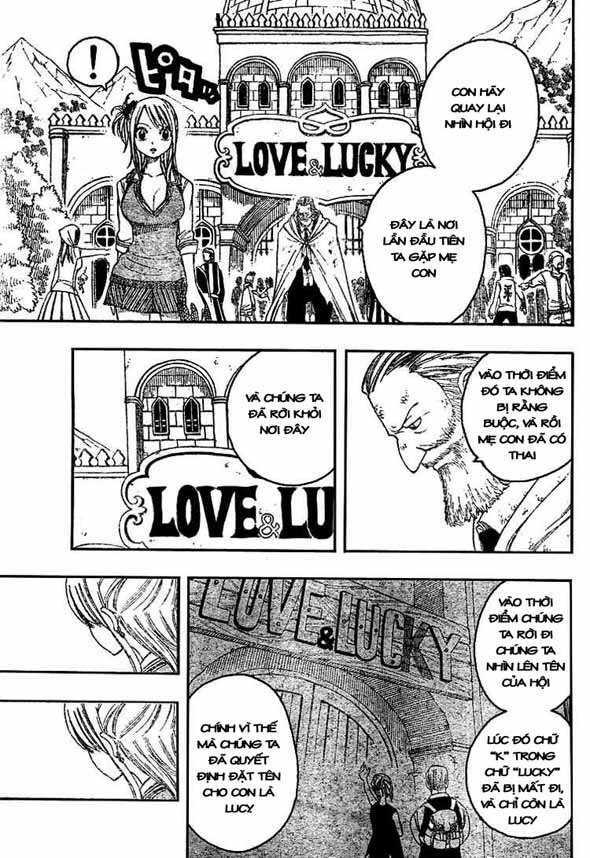 CON HÃY
QUAY LẠI
NHÌN HỘI ĐI
!
ピタッ
LOVE & LUCKY
ĐÂY LÀ NƠI
LẦN ĐẦU TIÊN
TA GẶP MẸ
CON
VÀO THỜI ĐIỂM
ĐÓ TA KHÔNG
BỊ RẰNG
BUỘC, VÀ RỒI
MẸ CON ĐÃ CÓ
THAI
VÀ CHÚNG TA
ĐÃ RỜI KHỎI
NƠI ĐÂY
LOVE & LU
VÀO THỜI
ĐIỂM CHÚNG
TA RỜI ĐI
CHÚNG TA
NHÌN LÊN TÊN
CỦA HỘI
LOVE & LUCKY
LÚC ĐÓ CHỮ
"K" TRONG
CHỮ "LUCKY"
ĐÃ BỊ MẤT ĐI,
VÀ CHỈ CÒN LÀ
LUCY
CHÍNH VÌ THẾ
MÀ CHÚNG TA
ĐÃ QUYẾT
ĐỊNH ĐẶT TÊN
CHO CON LÀ
LUCY.